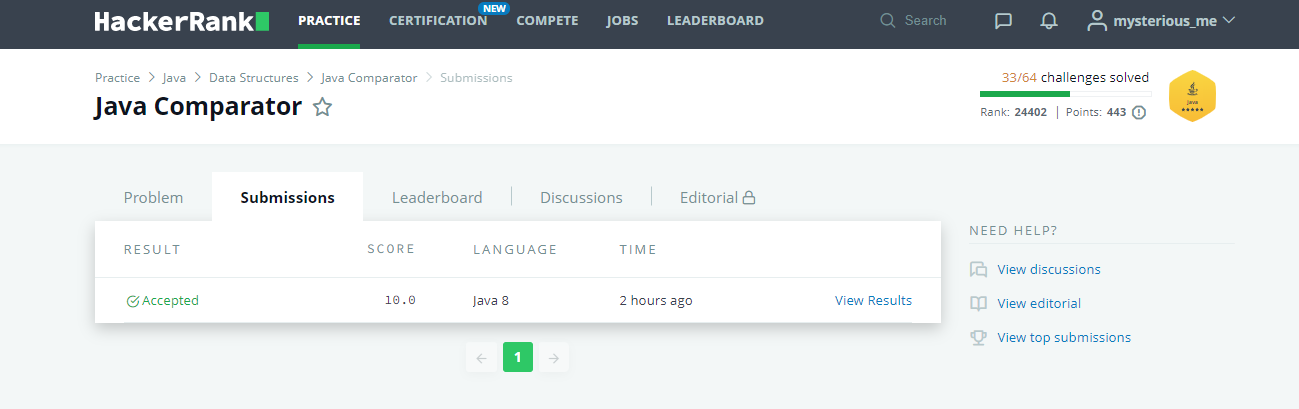 HackerRank PRACTICE CERTIFICATION NEW COMPETE JOBS LEADERBOARD Search mysterious_me
Practice Java Data Structures Java Comparator Submissions
Java Comparator
33/64 challenges solved
Rank: 24402 | Points: 443
Java
Problem Submissions Leaderboard Discussions Editorial
RESULT SCORE LANGUAGE TIME
Accepted 10.0 Java 8 2 hours ago View Results
1
NEED HELP?
View discussions
View editorial
View top submissions